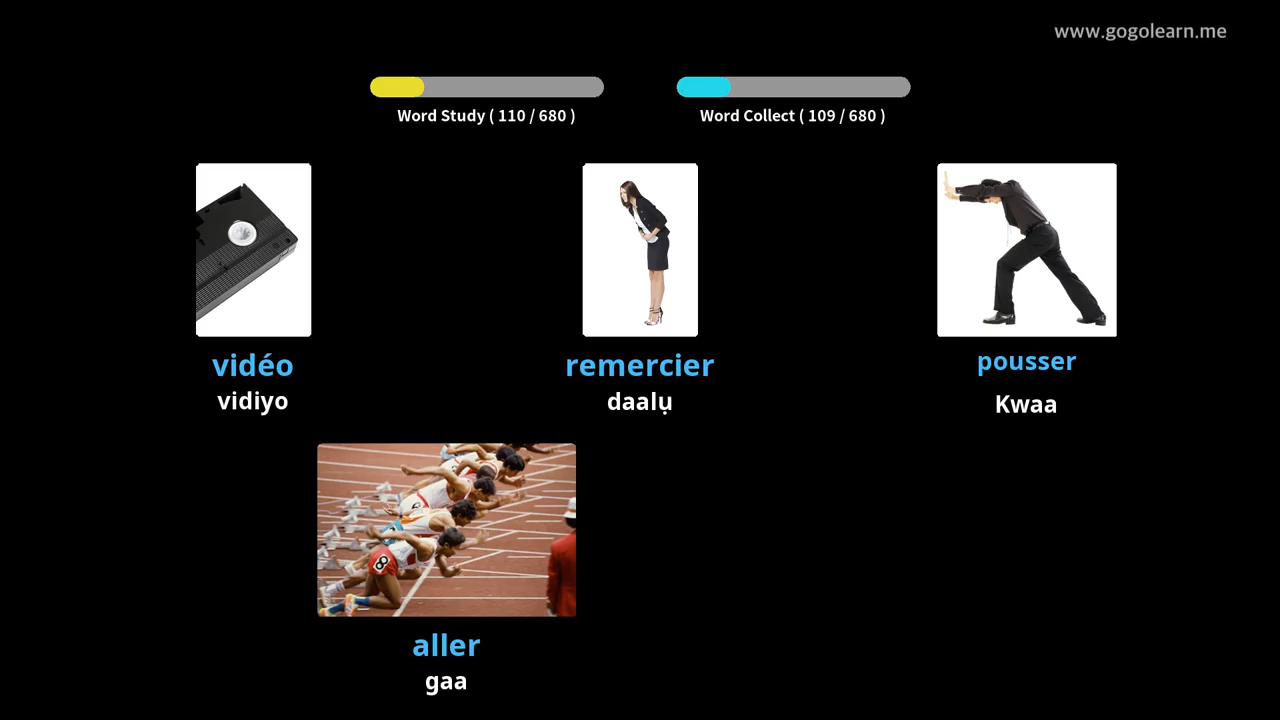 www.gogolearn.me
Word Study ( 110 / 680 )
Word Collect ( 109 / 680 )
vidéo
vidiyo
remercier
daalụ
pousser
Kwaa
8
aller
gaa